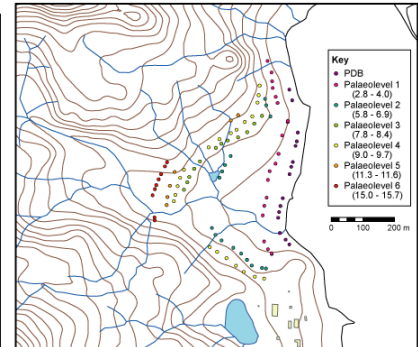 Key
PDB
Palaeolevel 1
(2.8 - 4.0)
Palaeolevel 2
(5.8 - 6.9)
Palaeolevel 3
(7.8 - 8.4)
Palaeolevel 4
(9.0 - 9.7)
Palaeolevel 5
(11.3 - 11.6)
Palaeolevel 6
(15.0 - 15.7)
0 50 100 200 m